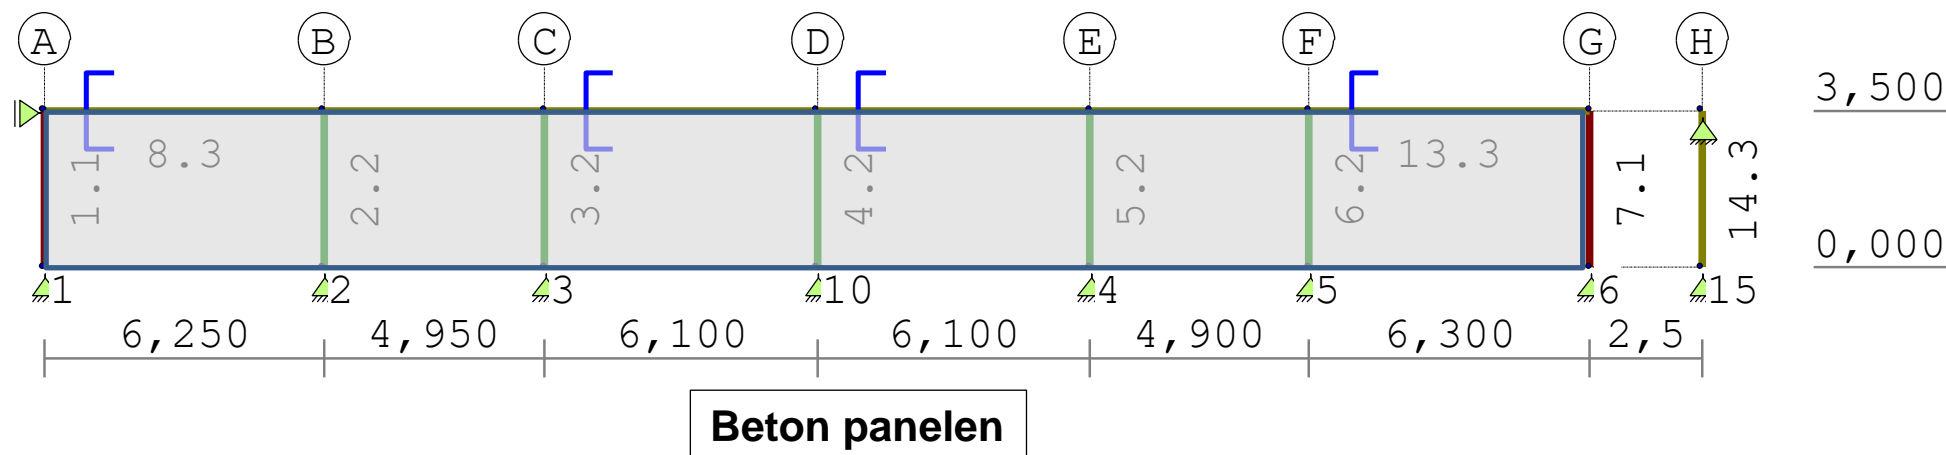 A B C D E F G H
3,500
8.3 13.3
1.1 2.2 3.2 4.2 5.2 6.2 7.1 14.3
0,000
1 2 3 10 4 5 6 15
6,250 4,950 6,100 6,100 4,900 6,300 2,5
Beton panelen